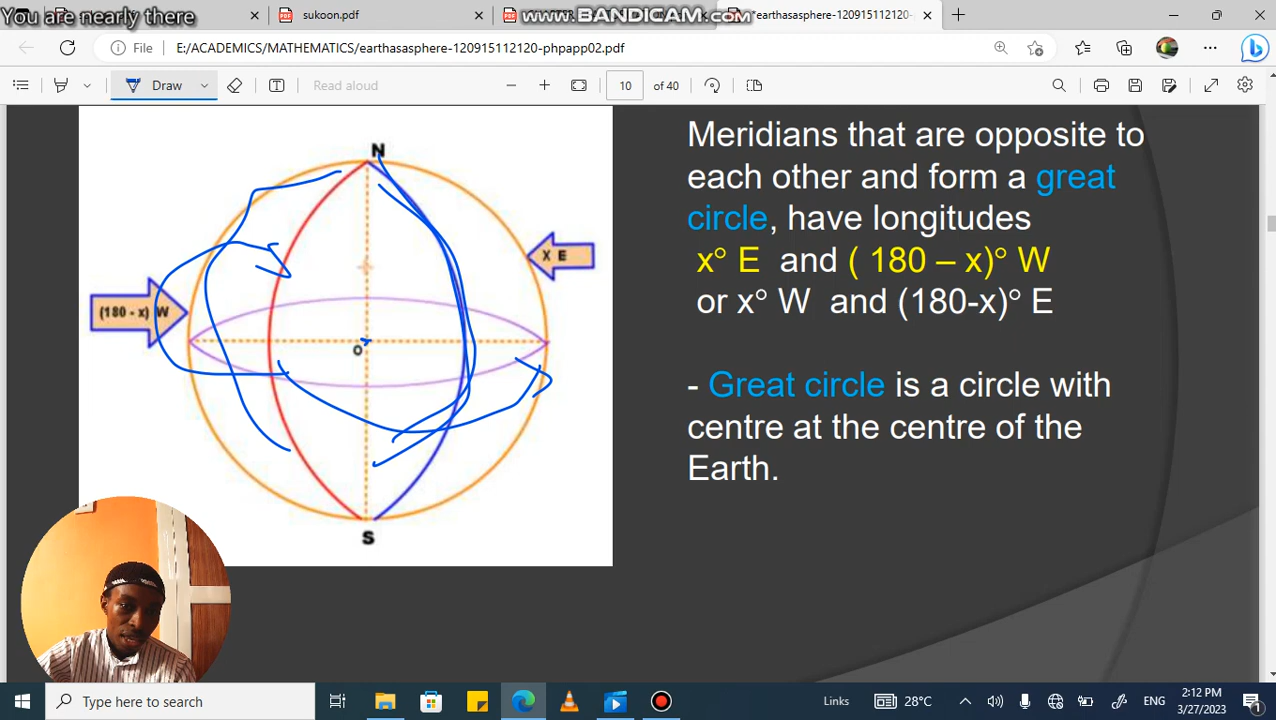 You are nearly there
sukoon.pdf
www.BANDICAM.com
earthasasphere-120915112120-
File
E:/ACADEMICS/MATHEMATICS/earthasasphere-120915112120-phpapp02.pdf
Draw
Read aloud
10 of 40
N
X E
(180 - x) W
O
S
Meridians that are opposite to
each other and form a great
circle, have longitudes
x° E and ( 180 – x)° W
or x° W and (180-x)° E
- Great circle is a circle with
centre at the centre of the
Earth.
Type here to search
Links
28°C
ENG
2:12 PM
3/27/2023
1